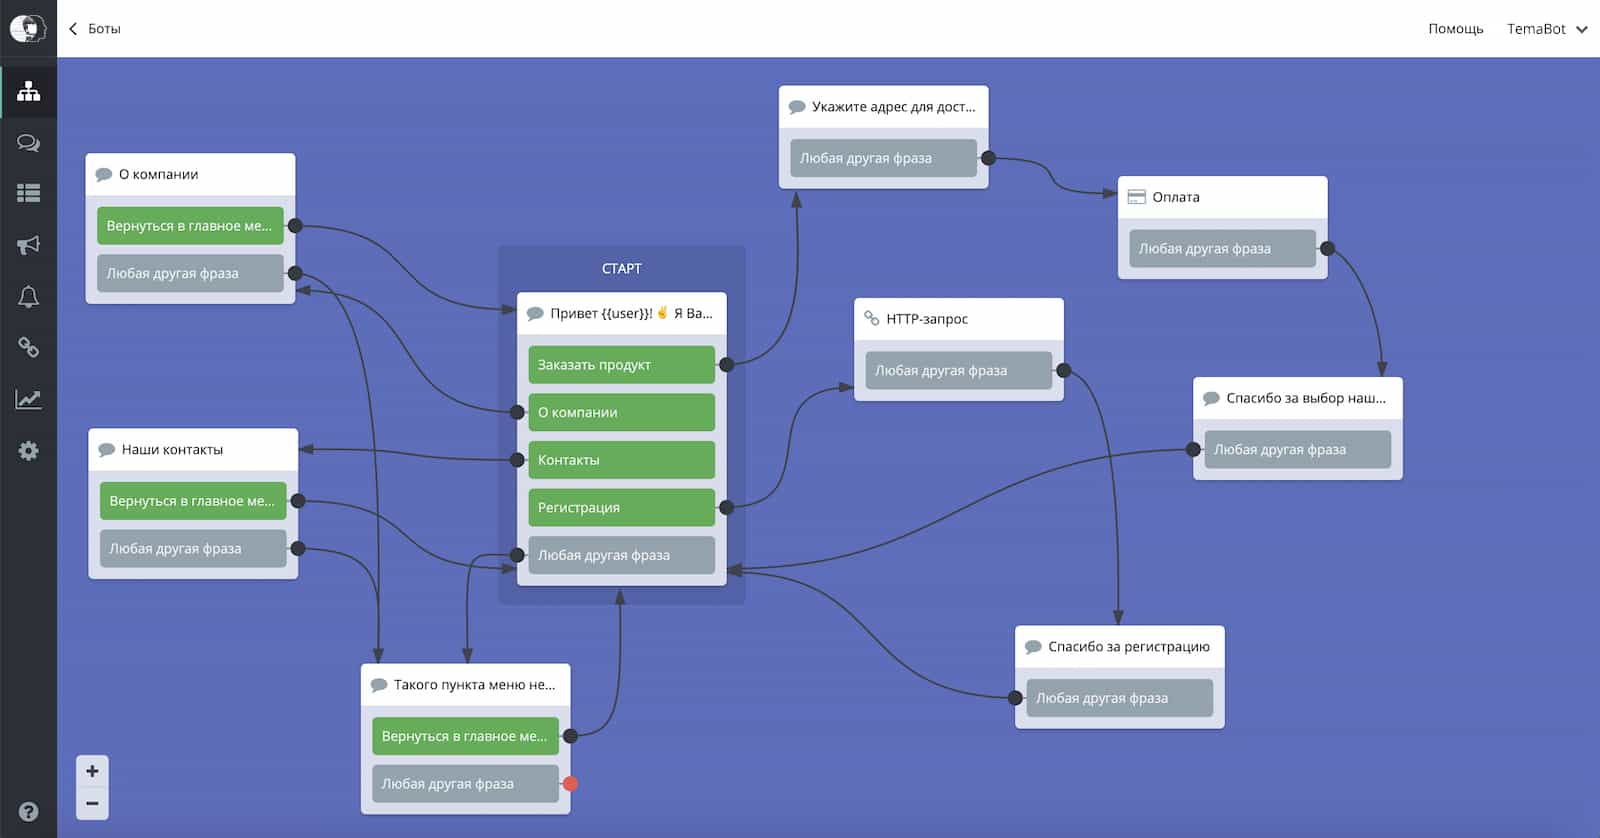 Боты
Помощь
TemaBot
Укажите адрес для дост...
Любая другая фраза
О компании
Вернуться в главное ме...
Любая другая фраза
Оплата
Любая другая фраза
СТАРТ
Привет {{user}}! ✌ Я Ва...
Заказать продукт
О компании
Контакты
Регистрация
Любая другая фраза
HTTP-запрос
Любая другая фраза
Спасибо за выбор наш...
Любая другая фраза
Наши контакты
Вернуться в главное ме...
Любая другая фраза
Спасибо за регистрацию
Любая другая фраза
Такого пункта меню не...
Вернуться в главное ме...
Любая другая фраза